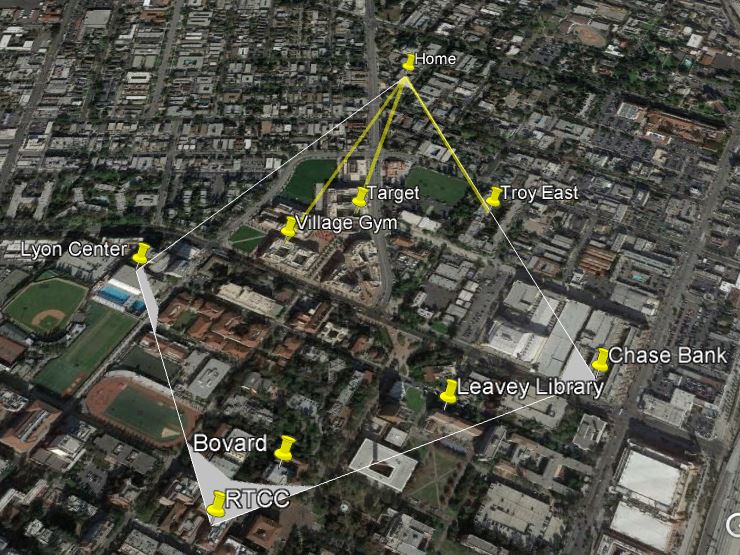 Home
Target
Troy East
Village Gym
Lyon Center
Chase Bank
Leavey Library
Bovard
RTCC
G